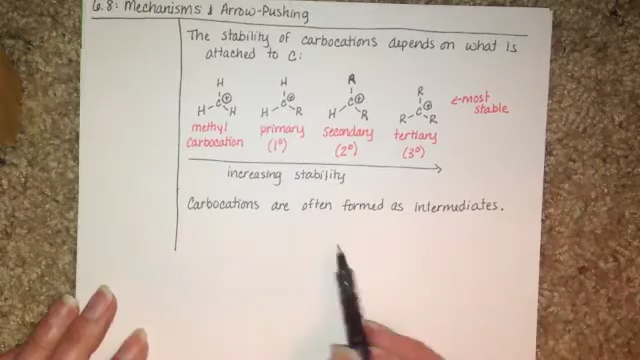 6.8: Mechanisms & Arrow-Pushing
The stability of carbocations depends on what is
attached to C:
H H R R
C⊕ C⊕ C⊕ C⊕
H H H R H R R R
←most
stable
methyl
carbocation
primary
(1°)
secondary
(2°)
tertiary
(3°)
increasing stability
Carbocations are often formed as intermediates.